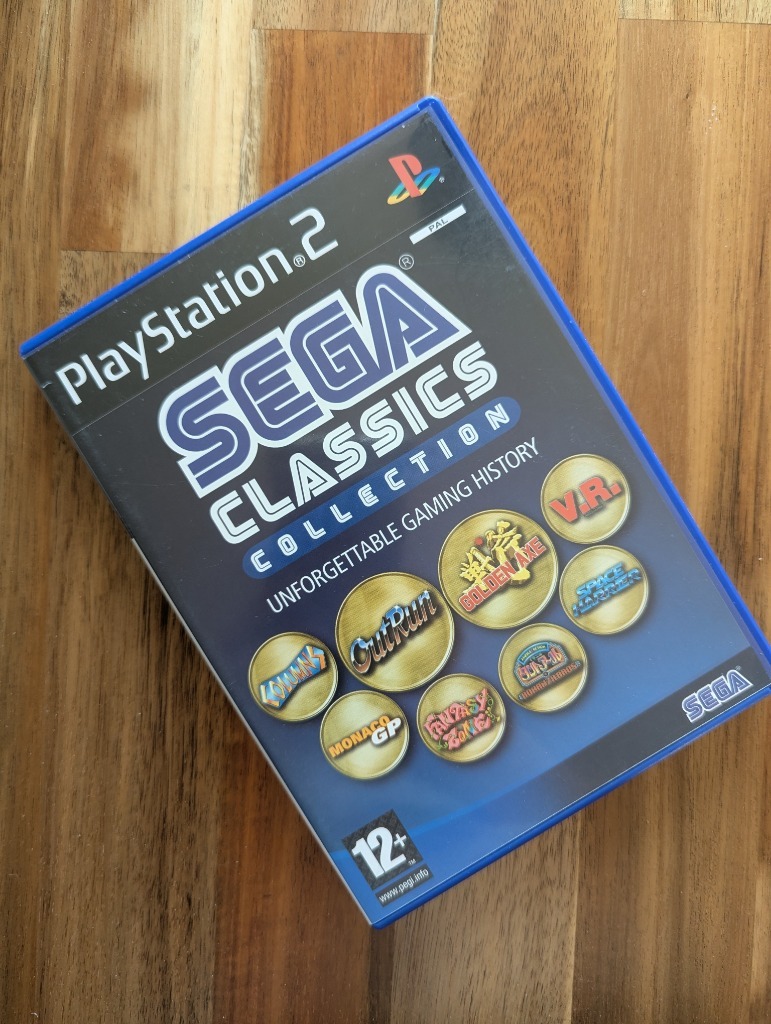 PlayStation®2
PAL
SEGA®
CLASSICS
COLLECTION
UNFORGETTABLE GAMING HISTORY
V.R.
GOLDEN AXE
SPACE
HARRIER
OutRun
COLUMNS
MONACO
GP
FANTASY
ZONE
SEGA
12+
™
www.pegi.info